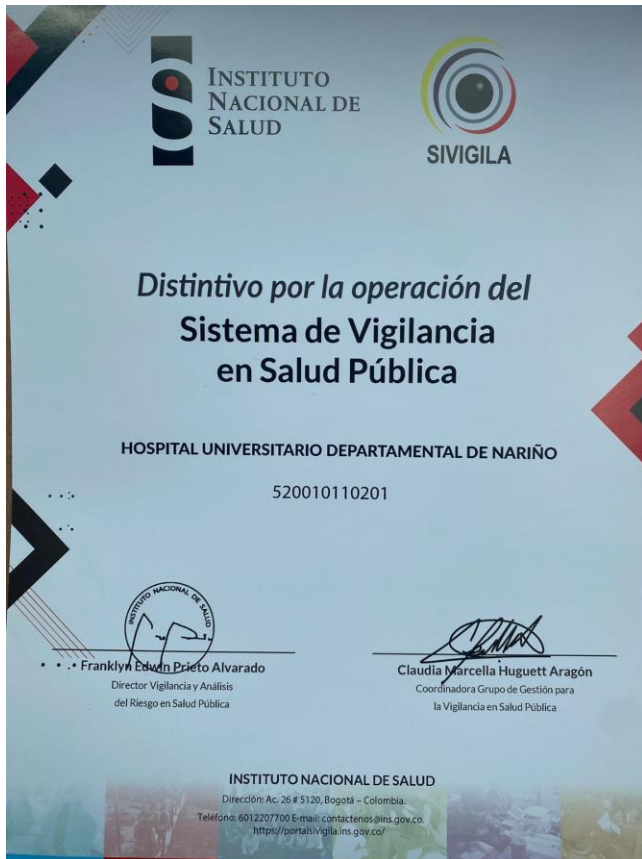 INSTITUTO
NACIONAL DE
SALUD
SIVIGILA
Distintivo por la operación del
Sistema de Vigilancia
en Salud Pública
HOSPITAL UNIVERSITARIO DEPARTAMENTAL DE NARIÑO
520010110201
INSTITUTO NACIONAL DE SALUD
Franklyn Edwin Prieto Alvarado
Director Vigilancia y Análisis
del Riesgo en Salud Pública
Claudia Marcella Huguett Aragón
Coordinadora Grupo de Gestión para
la Vigilancia en Salud Pública
INSTITUTO NACIONAL DE SALUD
Dirección: Ac. 26 # 5120, Bogotá – Colombia.
Teléfono: 6012207700 E-mail: contactenos@ins.gov.co.
https://portalsivigila.ins.gov.co/